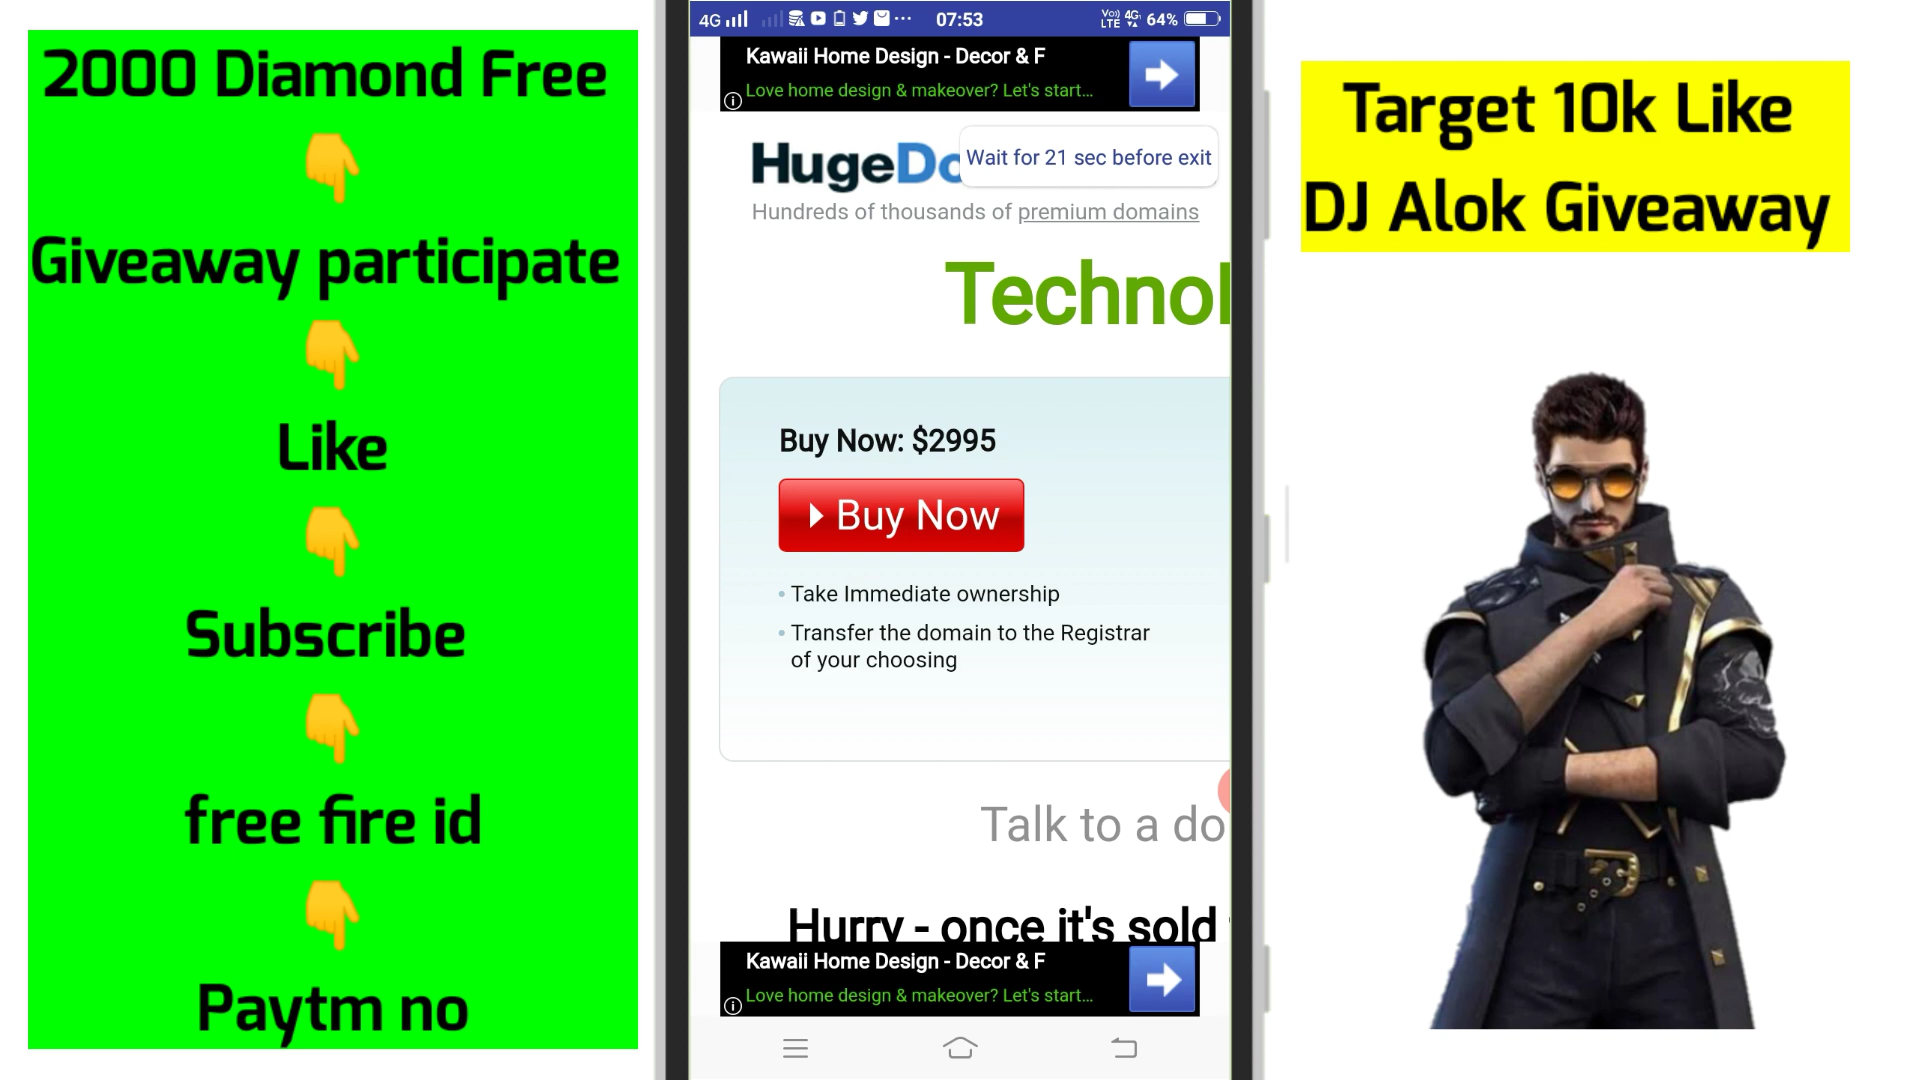 2000 Diamond Free
👇
Giveaway participate
👇
Like
👇
Subscribe
👇
free fire id
👇
Paytm no
4G 07:53 Vo) LTE 4G 64%
Kawaii Home Design - Decor & F
Love home design & makeover? Let's start...
HugeDo
Wait for 21 sec before exit
Hundreds of thousands of premium domains
Technol
Buy Now: $2995
Buy Now
• Take Immediate ownership
• Transfer the domain to the Registrar
of your choosing
Talk to a do
Hurry - once it's sold
Kawaii Home Design - Decor & F
Love home design & makeover? Let's start...
Target 10k Like
DJ Alok Giveaway